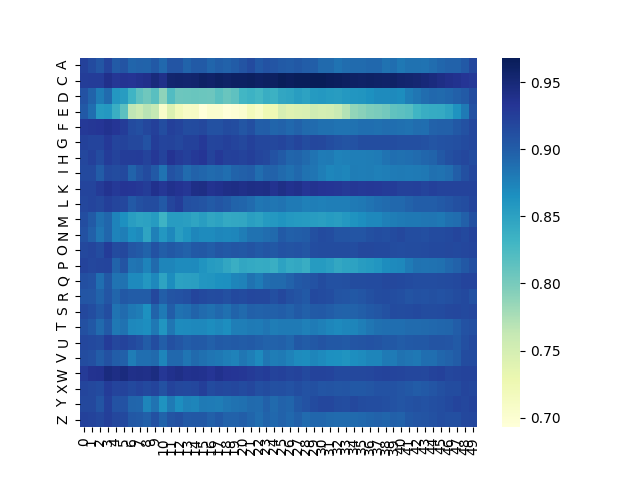 A
C
D
E
F
G
H
I
K
L
M
N
O
P
Q
R
S
T
U
V
W
X
Y
Z
0 1 2 3 4 5 6 7 8 9 10 11 12 13 14 15 16 17 18 19 20 21 22 23 24 25 26 27 28 29 30 31 32 33 34 35 36 37 38 39 40 41 42 43 44 45 46 47 48 49
0.95
0.90
0.85
0.80
0.75
0.70